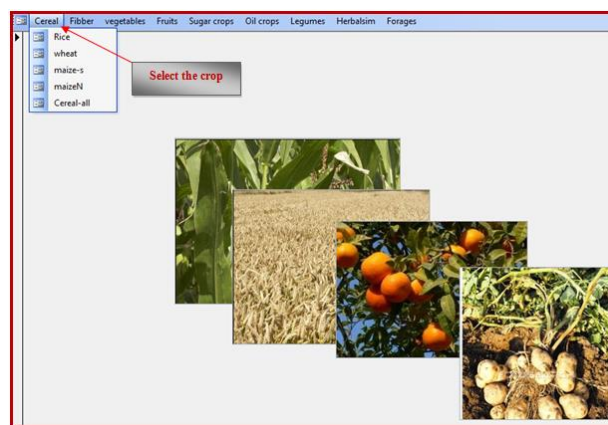 Cereal Fibber vegetables Fruits Sugar crops Oil crops Legumes Herbalsim Forages
Rice
wheat
maize-s
maizeN
Cereal-all
Select the crop